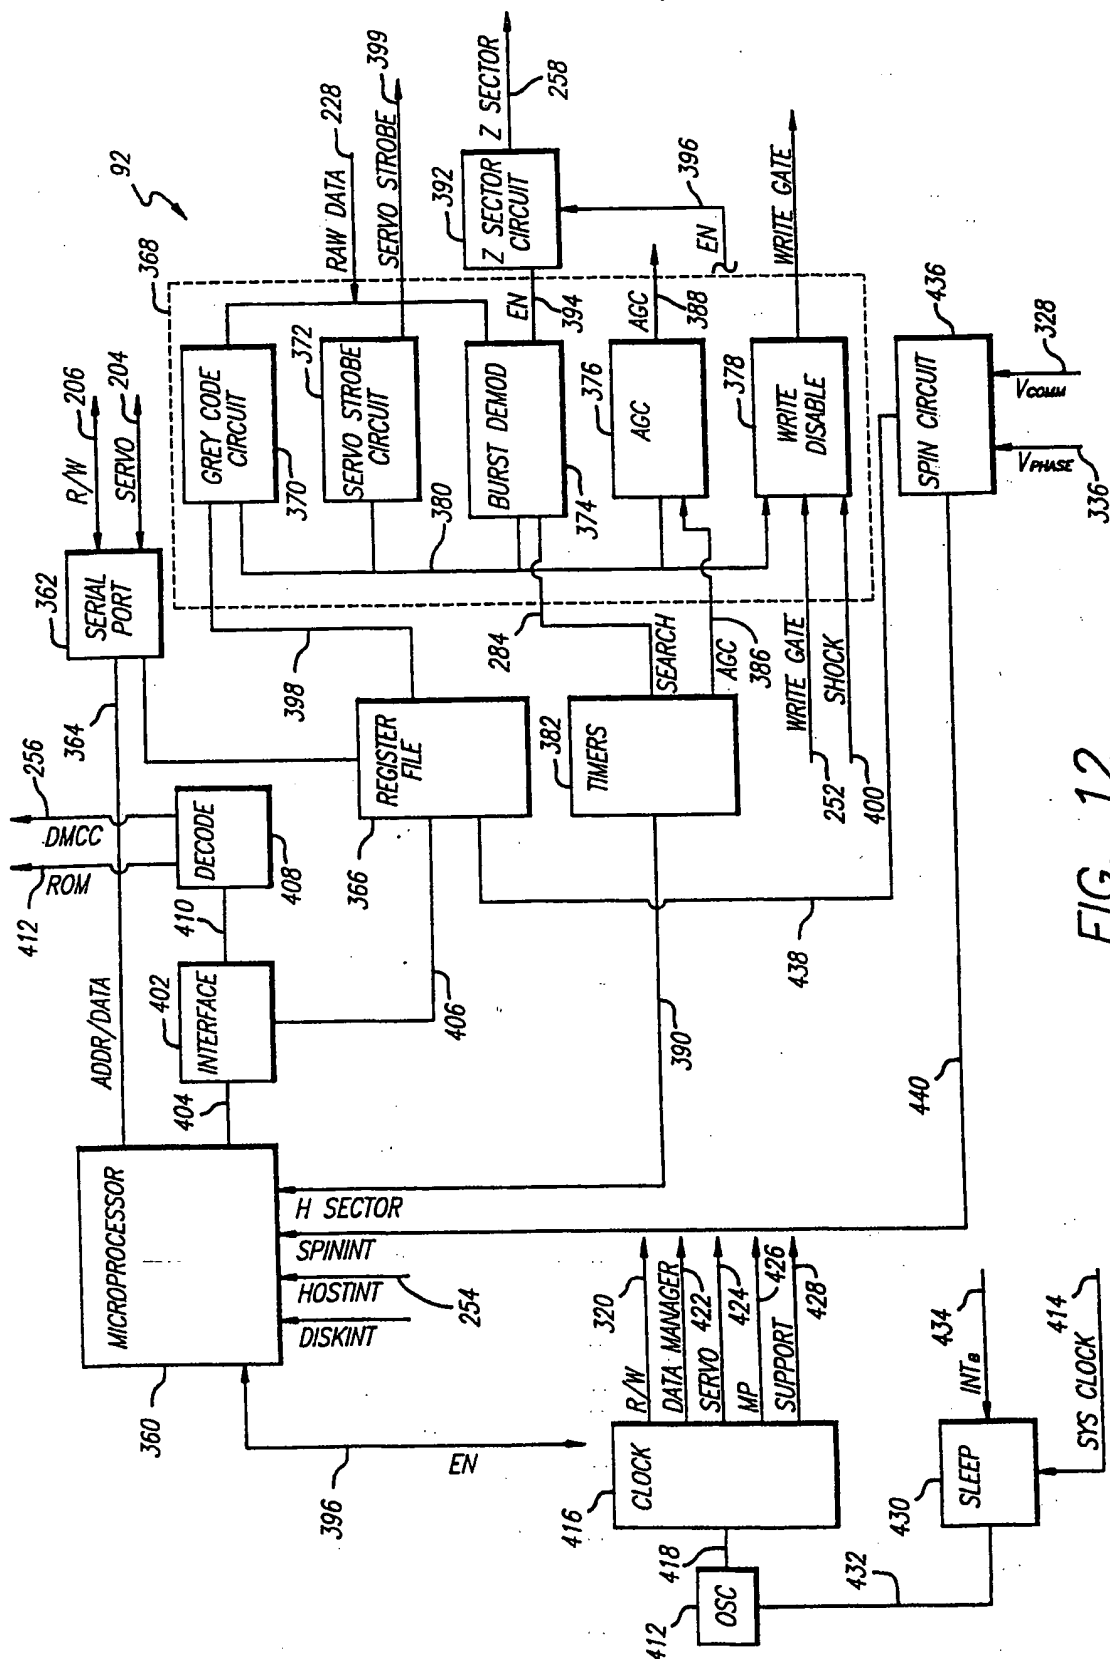 92
R/W
206
SERVO
204
362
SERIAL
PORT
364
368
RAW DATA
228
SERVO STROBE
399
GREY CODE
CIRCUIT
370
372
SERVO STROBE
CIRCUIT
380
BURST DEMOD
374
EN
394
392
Z SECTOR
CIRCUIT
Z SECTOR
258
EN
396
376
AGC
AGC
388
378
WRITE
DISABLE
WRITE GATE
398
284
SEARCH
AGC
386
WRITE GATE
252
SHOCK
400
436
SPIN CIRCUIT
VCOMM
328
VPHASE
336
256
DMCC
ROM
412
DECODE
408
410
REGISTER
FILE
366
382
TIMERS
ADDR/DATA
402
INTERFACE
404
406
390
438
440
MICROPROCESSOR
360
H SECTOR
SPININT
HOSTINT
254
DISKINT
396
EN
416
CLOCK
R/W
320
DATA MANAGER
422
SERVO
424
MP
426
SUPPORT
428
418
OSC
412
432
430
SLEEP
INTB
434
SYS CLOCK
414
FIG. 12